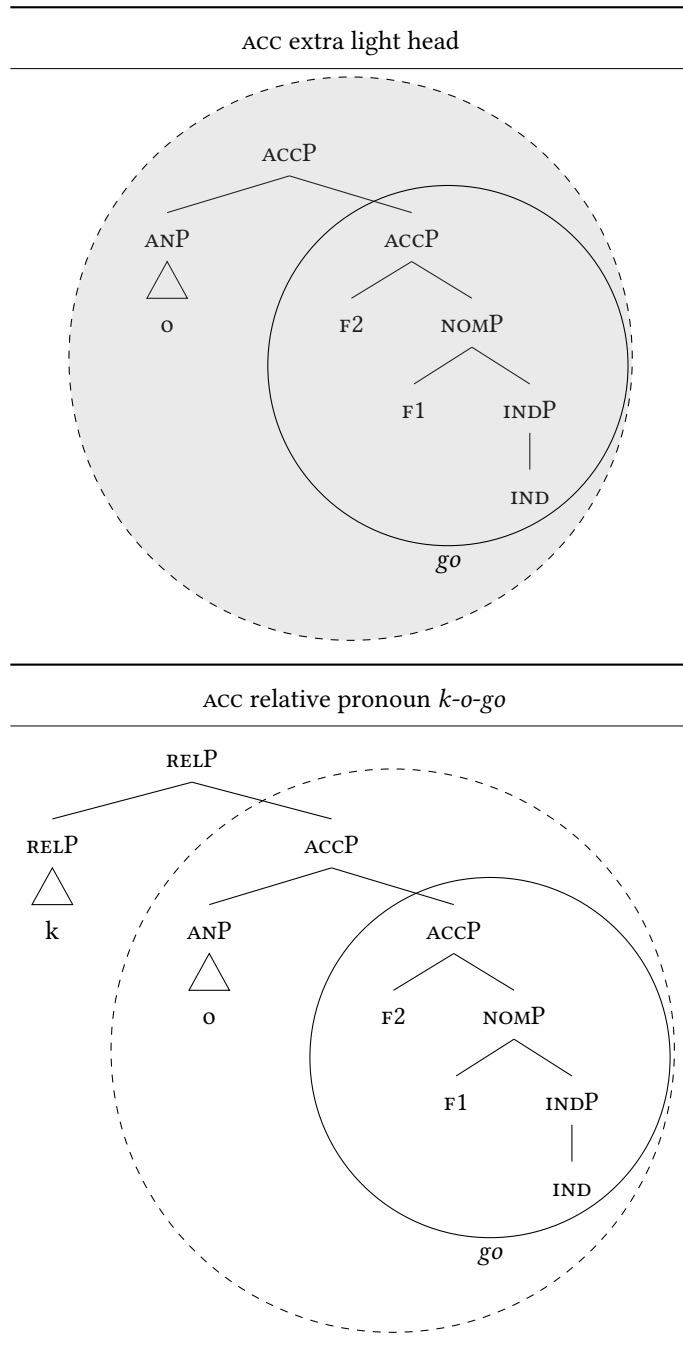 ACC extra light head
ACCP
ANP ACCP
o F2 NOMP
F1 INDP
IND
go
ACC relative pronoun k-o-go
RELP
RELP ACCP
k ANP ACCP
o F2 NOMP
F1 INDP
IND
go